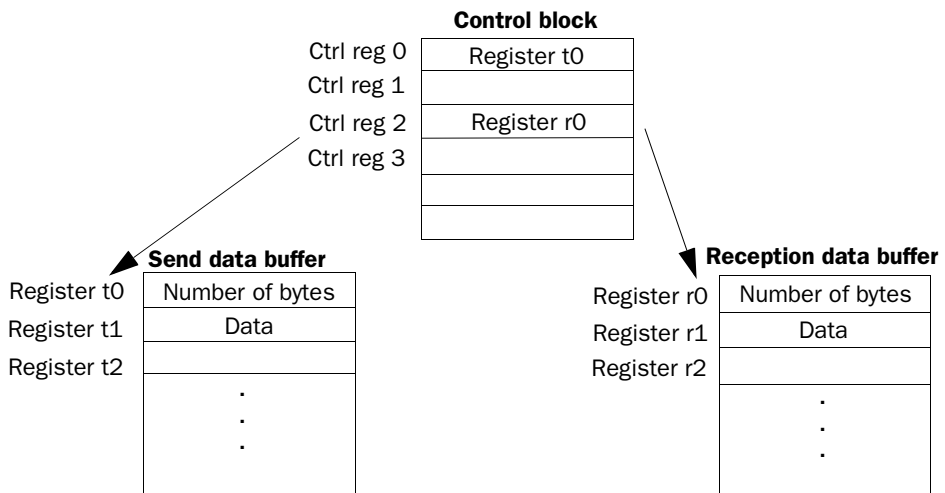 Control block
Ctrl reg 0 Register t0
Ctrl reg 1
Ctrl reg 2 Register r0
Ctrl reg 3
Send data buffer
Register t0 Number of bytes
Register t1 Data
Register t2
.
.
.
Reception data buffer
Register r0 Number of bytes
Register r1 Data
Register r2
.
.
.